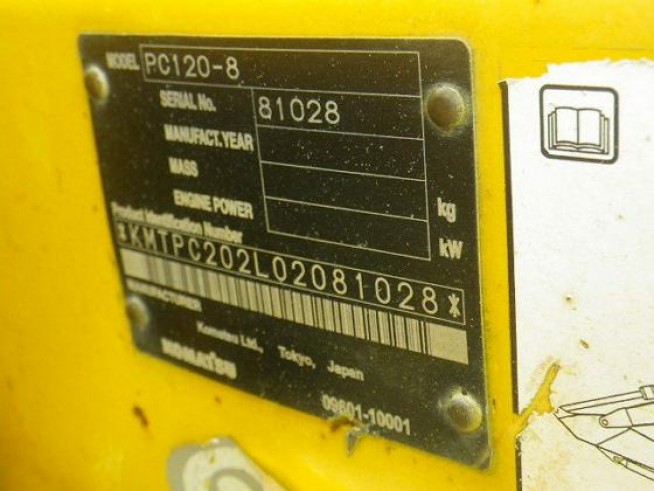 MODEL PC120-8
SERIAL No. 81028
MANUFACT. YEAR
MASS kg
ENGINE POWER kW
Product Identification Number
*KMTPC202L02081028*
MANUFACTURER
Komatsu Ltd., Tokyo, Japan
KOMATSU
09601-10001